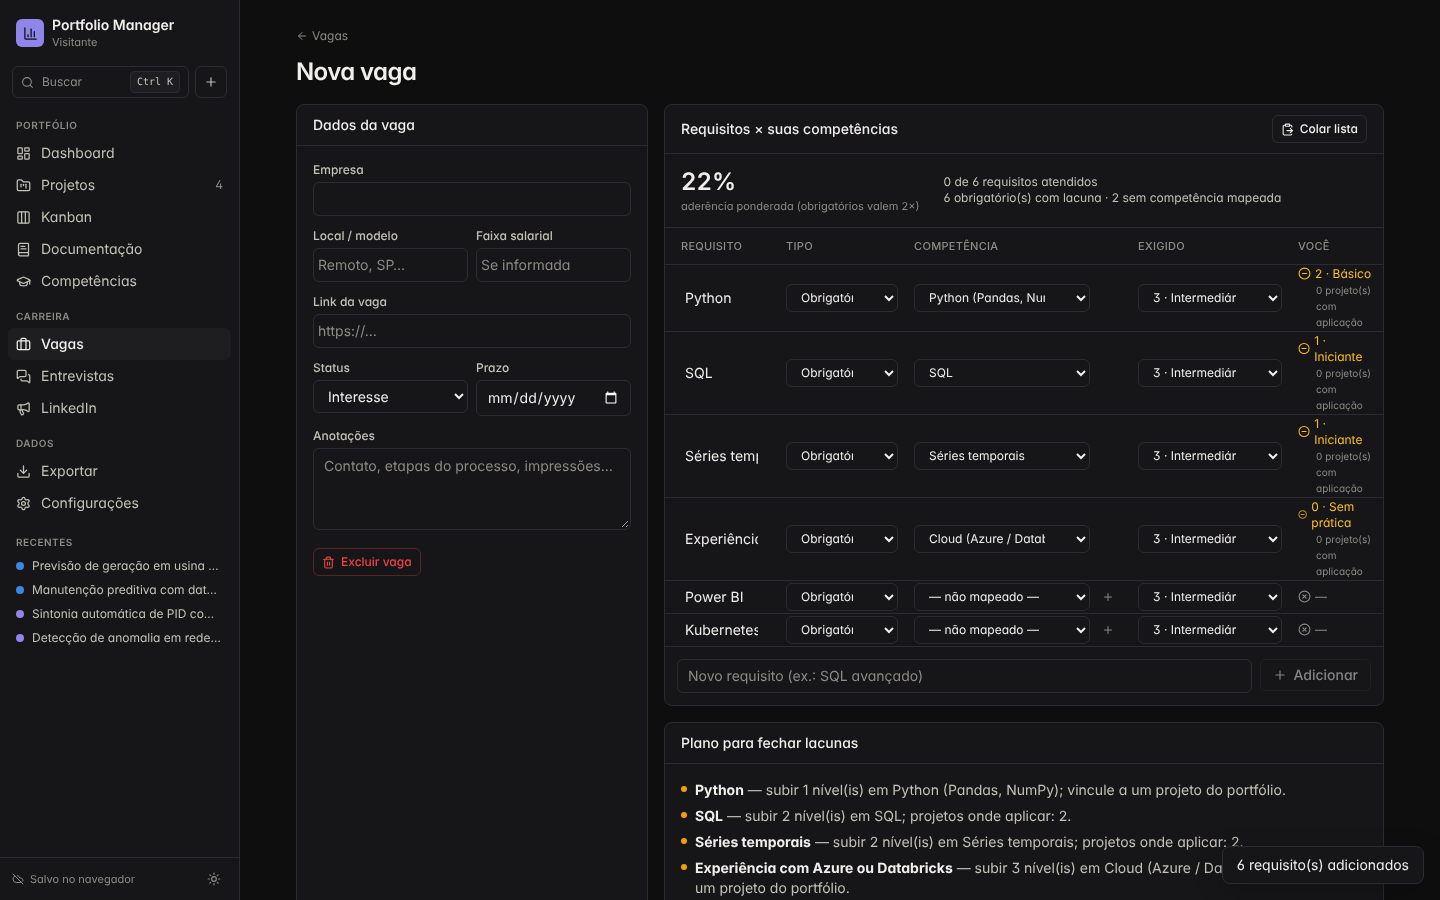 Portfolio Manager
Visitante
Buscar
Ctrl K
PORTFÓLIO
Dashboard
Projetos 4
Kanban
Documentação
Competências
CARREIRA
Vagas
Entrevistas
LinkedIn
DADOS
Exportar
Configurações
RECENTES
Previsão de geração em usina ...
Manutenção preditiva com dat...
Sintonia automática de PID co...
Detecção de anomalia em rede...
Salvo no navegador
← Vagas
Nova vaga
Dados da vaga
Empresa
Local / modelo Faixa salarial
Remoto, SP... Se informada
Link da vaga
https://...
Status Prazo
Interesse mm/dd/yyyy
Anotações
Contato, etapas do processo, impressões...
Excluir vaga
Requisitos × suas competências
Colar lista
22%
aderência ponderada (obrigatórios valem 2×)
0 de 6 requisitos atendidos
6 obrigatório(s) com lacuna · 2 sem competência mapeada
REQUISITO TIPO COMPETÊNCIA EXIGIDO VOCÊ
Python Obrigatór Python (Pandas, Nui 3 · Intermediár 2 · Básico
0 projeto(s)
com
aplicação
SQL Obrigatór SQL 3 · Intermediár 1 ·
Iniciante
0 projeto(s)
com
aplicação
Séries temp Obrigatór Séries temporais 3 · Intermediár 1 ·
Iniciante
0 projeto(s)
com
aplicação
Experiênc Obrigatór Cloud (Azure / Datab 3 · Intermediár 0 · Sem
prática
0 projeto(s)
com
aplicação
Power BI Obrigatór — não mapeado — + 3 · Intermediár —
Kubernetes Obrigatór — não mapeado — + 3 · Intermediár —
Novo requisito (ex.: SQL avançado)
+ Adicionar
Plano para fechar lacunas
Python — subir 1 nível(is) em Python (Pandas, NumPy); vincule a um projeto do portfólio.
SQL — subir 2 nível(is) em SQL; projetos onde aplicar: 2.
Séries temporais — subir 2 nível(is) em Séries temporais; projetos onde aplicar: 2.
Experiência com Azure ou Databricks — subir 3 nível(is) em Cloud (Azure / Da
um projeto do portfólio.
6 requisito(s) adicionados